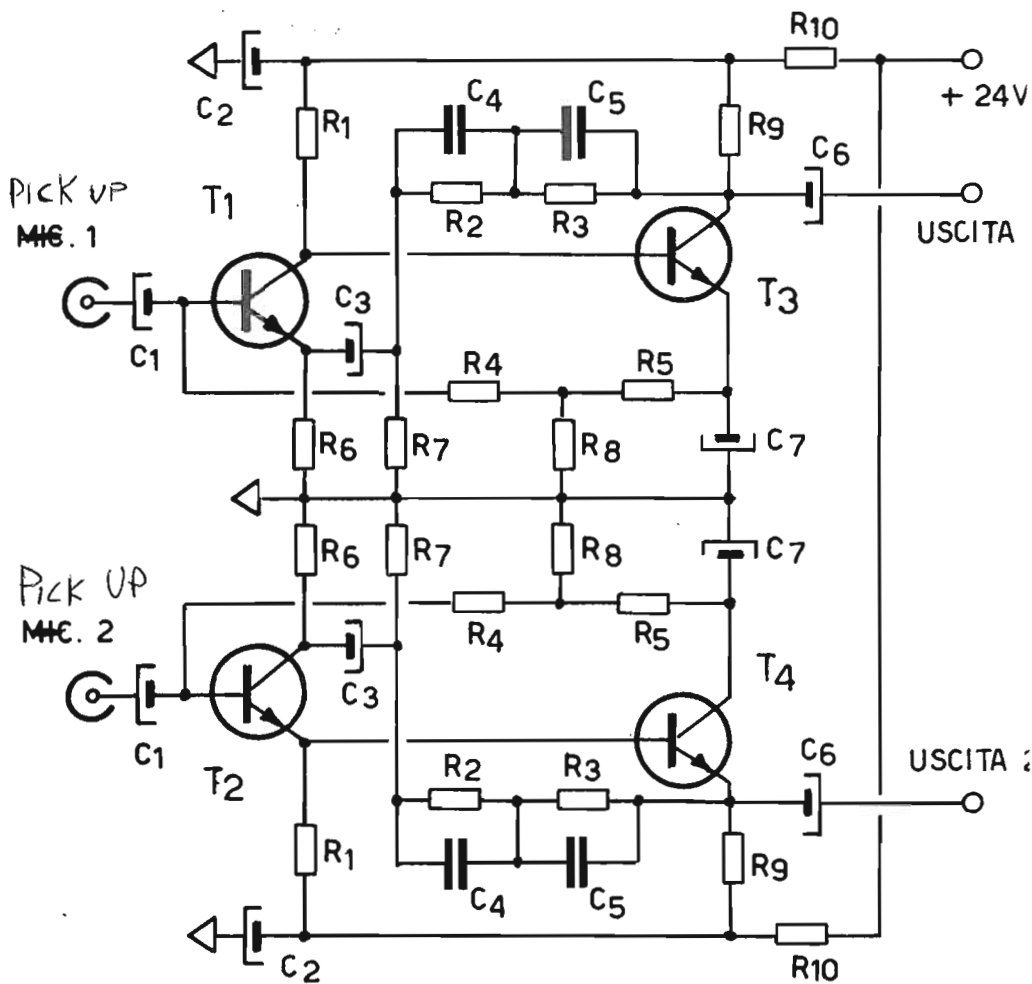 R10
C2
R1
C4
C5
R9
+ 24V
C6
PICK UP
MIC. 1
T1
R2
R3
USCITA
C1
C3
T3
R4
R5
R6
R7
R8
C7
R6
R7
R8
C7
PICK UP
MIC. 2
R4
R5
C1
T2
C3
T4
R2
R3
C6
USCITA 2
R1
C4
C5
R9
C2
R10